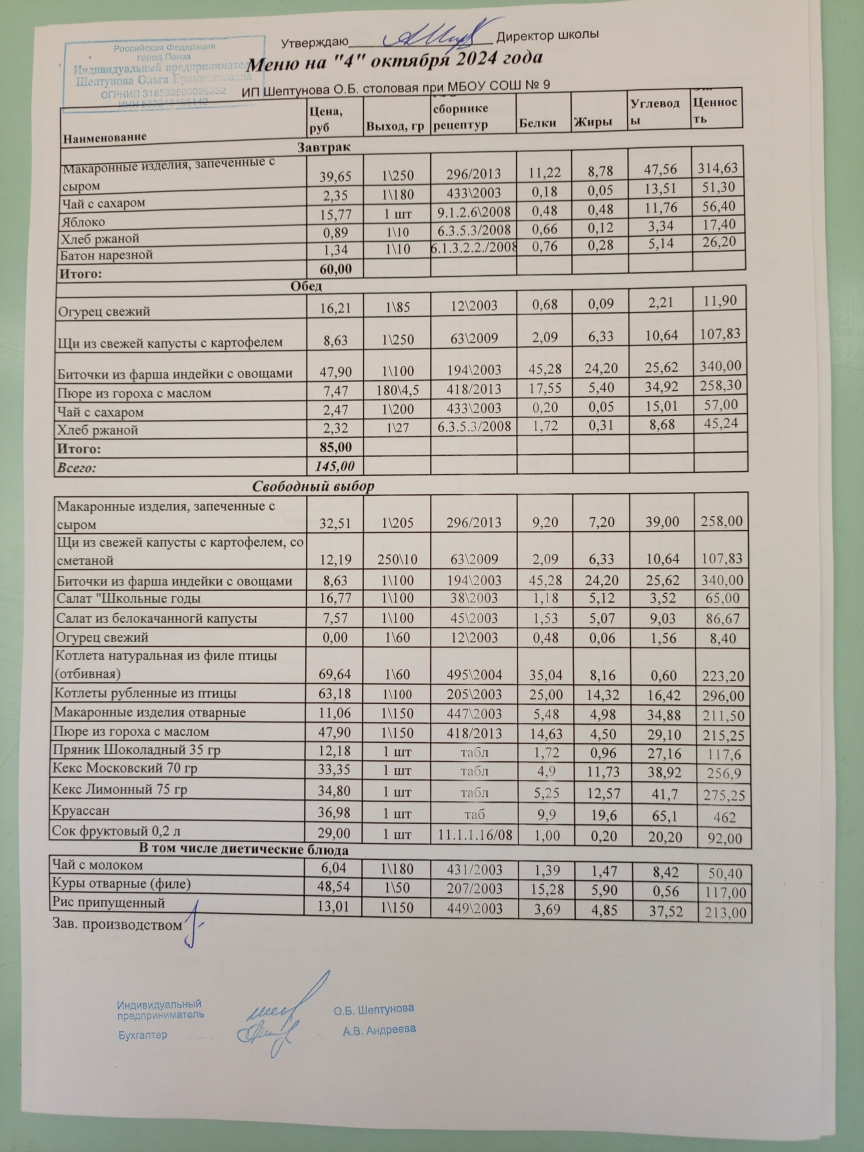 Утверждаю Директор школы
Российская Федерация
город Пенза
Индивидуальный предприниматель
Шептунова Ольга
Меню на "4" октября 2024 года
ИП Шептунова О.Б. столовая при МБОУ СОШ № 9
Наименование Цена, руб Выход, гр сборнике рецептур Белки Жиры Углеводы Ценность
Завтрак
Макаронные изделия, запеченные с сыром 39,65 1\250 296/2013 11,22 8,78 47,56 314,63
Чай с сахаром 2,35 1\180 433\2003 0,18 0,05 13,51 51,30
Яблоко 15,77 1 шт 9.1.2.6\2008 0,48 0,48 11,76 56,40
Хлеб ржаной 0,89 1\10 6.3.5.3/2008 0,66 0,12 3,34 17,40
Батон нарезной 1,34 1\10 6.1.3.2.2./2008 0,76 0,28 5,14 26,20
Итого: 60,00
Обед
Огурец свежий 16,21 1\85 12\2003 0,68 0,09 2,21 11,90
Щи из свежей капусты с картофелем 8,63 1\250 63\2009 2,09 6,33 10,64 107,83
Биточки из фарша индейки с овощами 47,90 1\100 194\2003 45,28 24,20 25,62 340,00
Пюре из гороха с маслом 7,47 180\4,5 418/2013 17,55 5,40 34,92 258,30
Чай с сахаром 2,47 1\200 433\2003 0,20 0,05 15,01 57,00
Хлеб ржаной 2,32 1\27 6.3.5.3/2008 1,72 0,31 8,68 45,24
Итого: 85,00
Всего: 145,00
Свободный выбор
Макаронные изделия, запеченные с сыром 32,51 1\205 296/2013 9,20 7,20 39,00 258,00
Щи из свежей капусты с картофелем, со сметаной 12,19 250\10 63\2009 2,09 6,33 10,64 107,83
Биточки из фарша индейки с овощами 8,63 1\100 194\2003 45,28 24,20 25,62 340,00
Салат "Школьные годы 16,77 1\100 38\2003 1,18 5,12 3,52 65,00
Салат из белокачанногй капусты 7,57 1\100 45\2003 1,53 5,07 9,03 86,67
Огурец свежий 0,00 1\60 12\2003 0,48 0,06 1,56 8,40
Котлета натуральная из филе птицы (отбивная) 69,64 1\60 495\2004 35,04 8,16 0,60 223,20
Котлеты рубленные из птицы 63,18 1\100 205\2003 25,00 14,32 16,42 296,00
Макаронные изделия отварные 11,06 1\150 447\2003 5,48 4,98 34,88 211,50
Пюре из гороха с маслом 47,90 1\150 418/2013 14,63 4,50 29,10 215,25
Пряник Шоколадный 35 гр 12,18 1 шт табл 1,72 0,96 27,16 117,6
Кекс Московский 70 гр 33,35 1 шт табл 4,9 11,73 38,92 256,9
Кекс Лимонный 75 гр 34,80 1 шт табл 5,25 12,57 41,7 275,25
Круассан 36,98 1 шт таб 9,9 19,6 65,1 462
Сок фруктовый 0,2 л 29,00 1 шт 11.1.1.16/08 1,00 0,20 20,20 92,00
В том числе диетические блюда
Чай с молоком 6,04 1\180 431/2003 1,39 1,47 8,42 50,40
Куры отварные (филе) 48,54 1\50 207/2003 15,28 5,90 0,56 117,00
Рис припущенный 13,01 1\150 449\2003 3,69 4,85 37,52 213,00
Зав. производством
Индивидуальный предприниматель О.Б. Шептунова
Бухгалтер А.В. Андреева